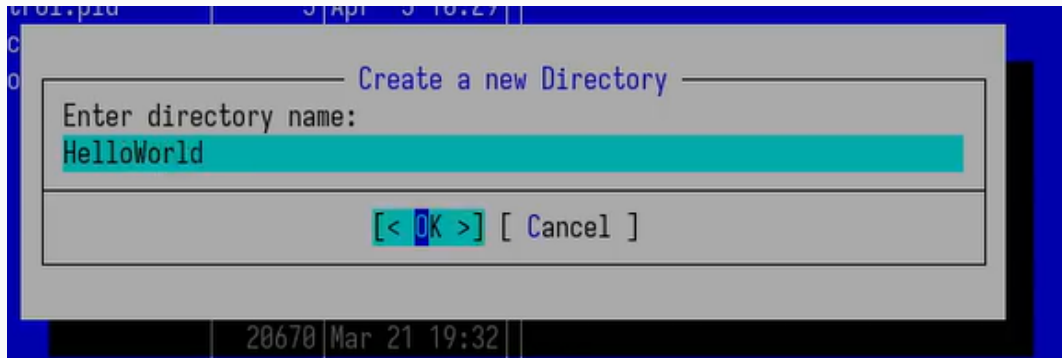 Create a new Directory
Enter directory name:
HelloWorld
[< OK >] [ Cancel ]
20670 Mar 21 19:32